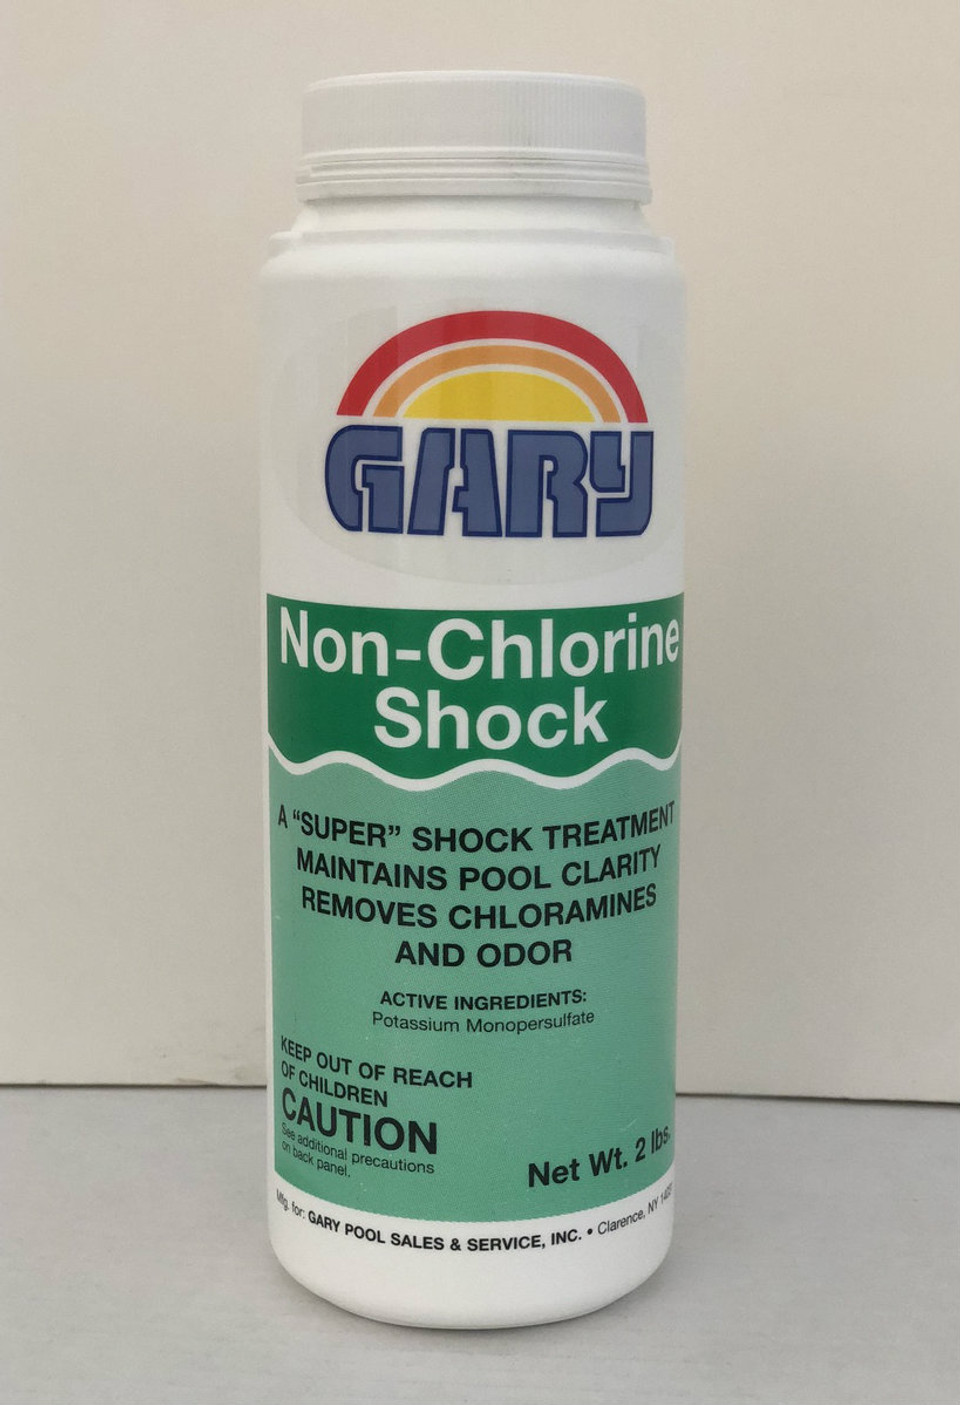 GARY
Non-Chlorine
Shock
A “SUPER” SHOCK TREATMENT
MAINTAINS POOL CLARITY
REMOVES CHLORAMINES
AND ODOR
ACTIVE INGREDIENTS:
Potassium Monopersulfate
KEEP OUT OF REACH
OF CHILDREN
CAUTION
See additional precautions
on back panel.
Net Wt. 2 lbs.
Mfg. for: GARY POOL SALES & SERVICE, INC. • Clarence, NY